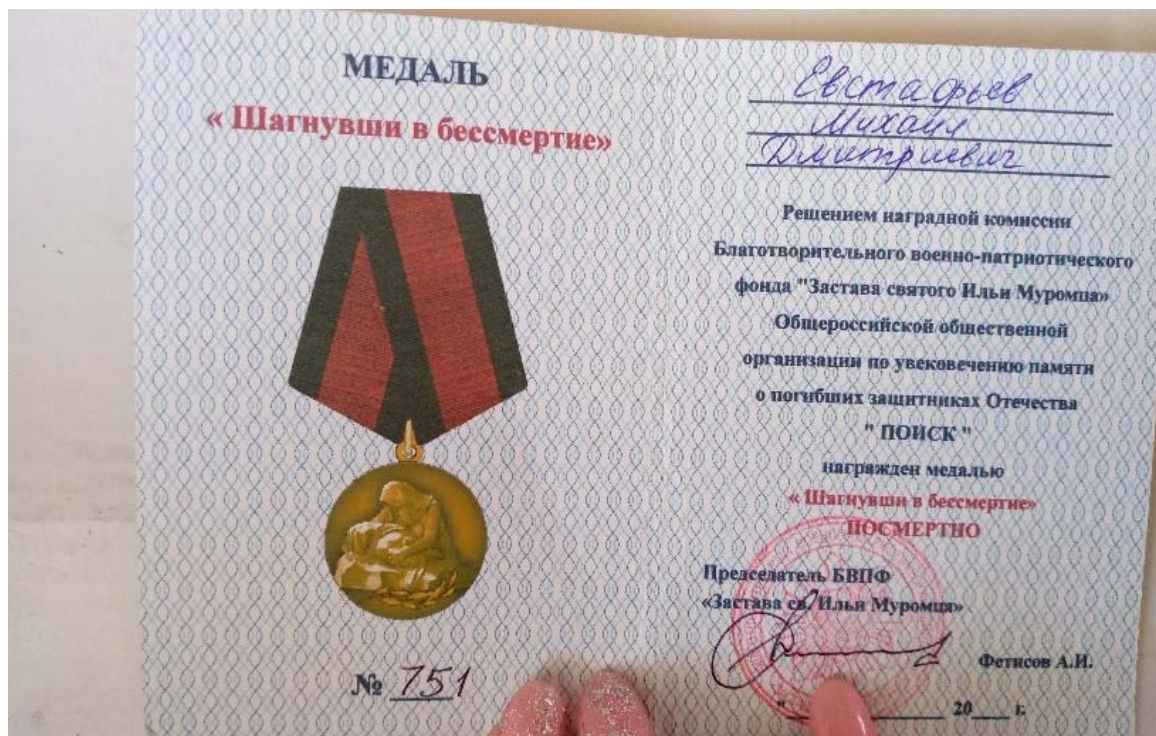 МЕДАЛЬ
« Шагнувши в бессмертие»
№ 751
Евстафьев
Михаил
Дмитриевич
Решением наградной комиссии
Благотворительного военно-патриотического
фонда "Застава святого Ильи Муромца»
Общероссийской общественной
организации по увековечению памяти
о погибших защитниках Отечества
" ПОИСК "
награжден медалью
« Шагнувши в бессмертие»
ПОСМЕРТНО
Председатель БВПФ
«Застава св. Ильи Муромца»
Фетисов А.И.
" 20 г.